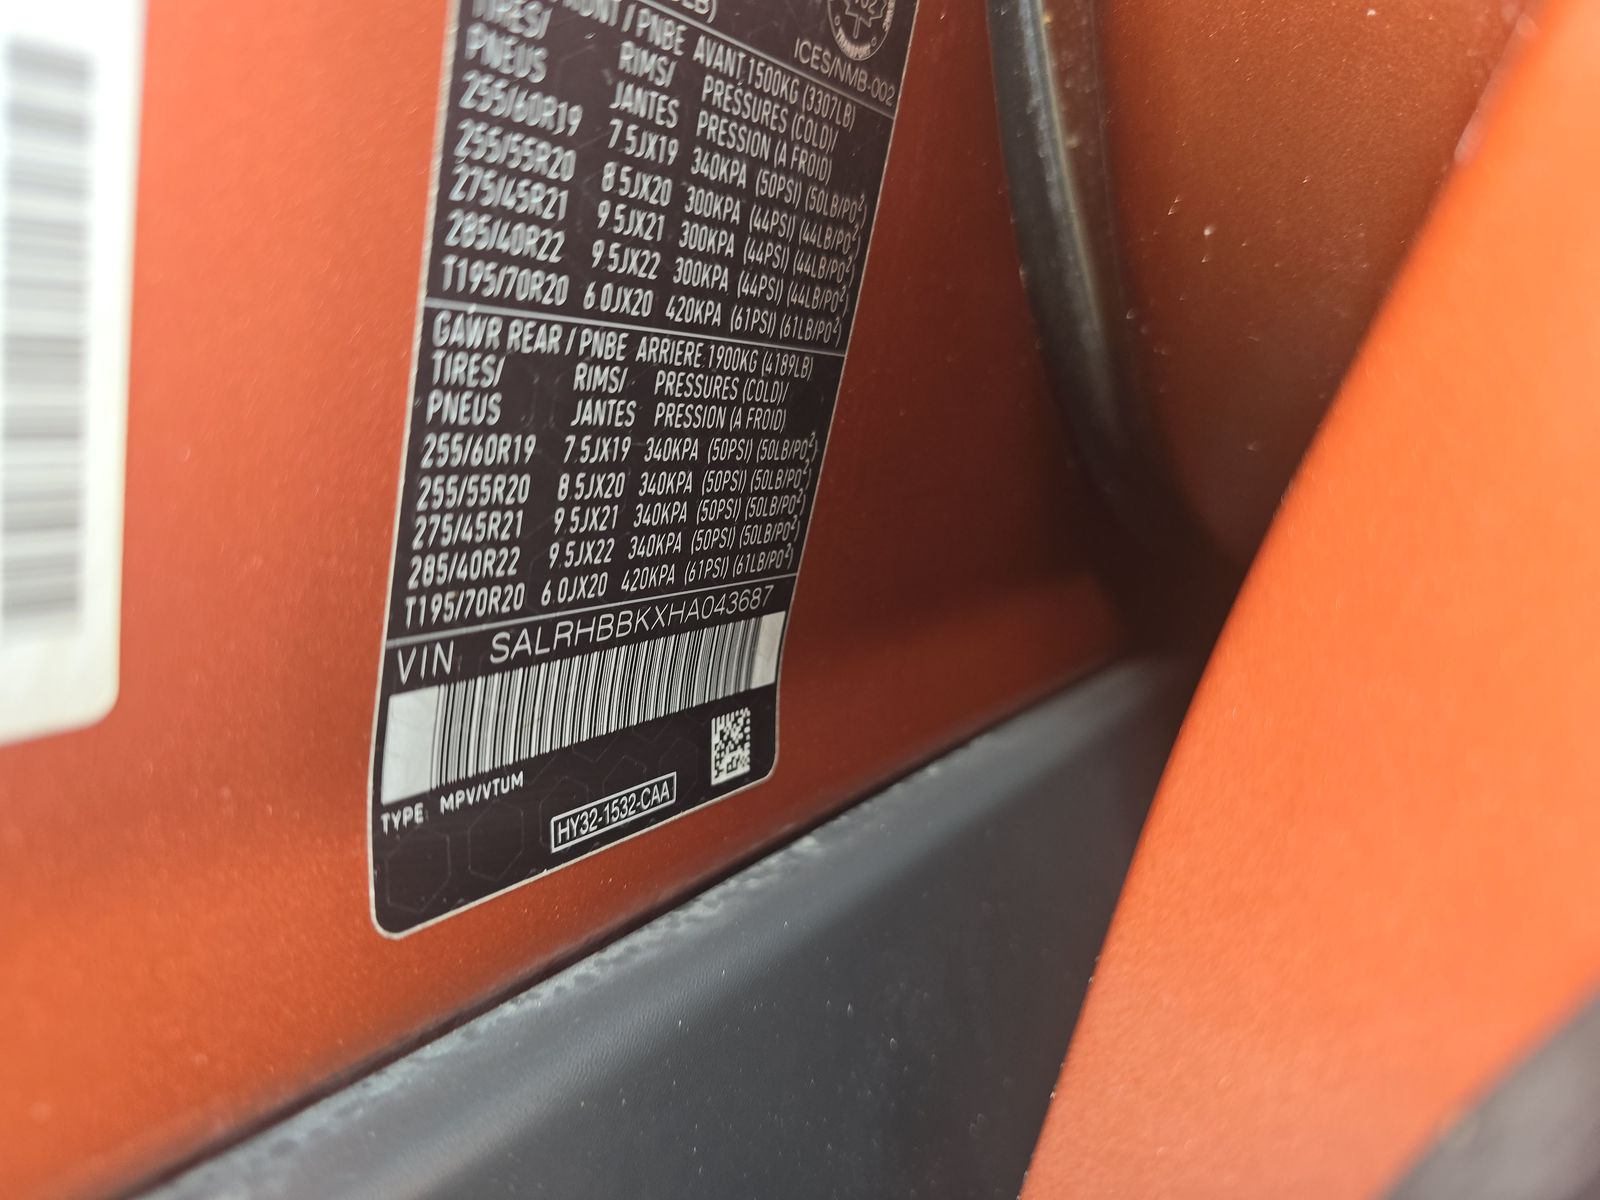 LB)
TRANSPORT
ICES/NMB-002
FRONT / PNBE AVANT 1500KG (3307LB)
TIRES/ RIMS/ PRESSURES (COLD)/
PNEUS JANTES PRESSION (A FROID)
255/60R19 7.5JX19 340KPA (50PSI) (50LB/PO²)
255/55R20 8.5JX20 300KPA (44PSI) (44LB/PO²)
275/45R21 9.5JX21 300KPA (44PSI) (44LB/PO²)
285/40R22 9.5JX22 300KPA (44PSI) (44LB/PO²)
T195/70R20 6.0JX20 420KPA (61PSI) (61LB/PO²)
GAWR REAR / PNBE ARRIERE 1900KG (4189LB)
TIRES/ RIMS/ PRESSURES (COLD)/
PNEUS JANTES PRESSION (A FROID)
255/60R19 7.5JX19 340KPA (50PSI) (50LB/PO²)
255/55R20 8.5JX20 340KPA (50PSI) (50LB/PO²)
275/45R21 9.5JX21 340KPA (50PSI) (50LB/PO²)
285/40R22 9.5JX22 340KPA (50PSI) (50LB/PO²)
T195/70R20 6.0JX20 420KPA (61PSI) (61LB/PO²)
VIN SALRHBBKXHA043687
TYPE MPV/VTUM
HY32-1532-CAA